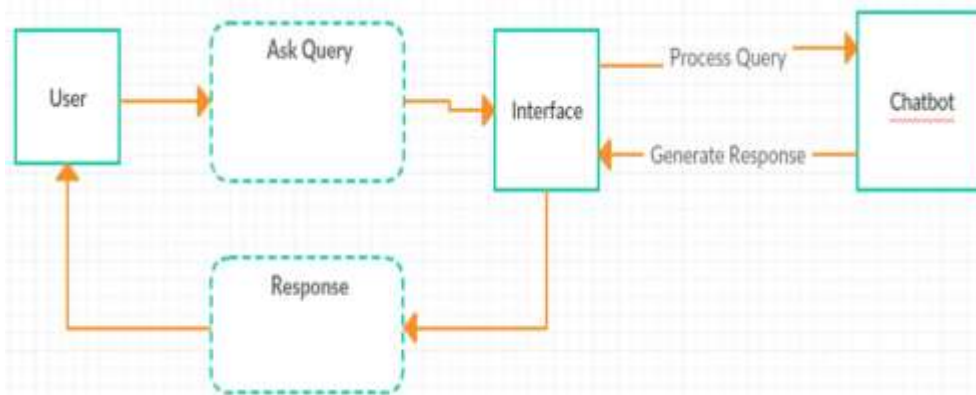 User
Ask Query
Interface
Process Query
Chatbot
Generate Response
Response